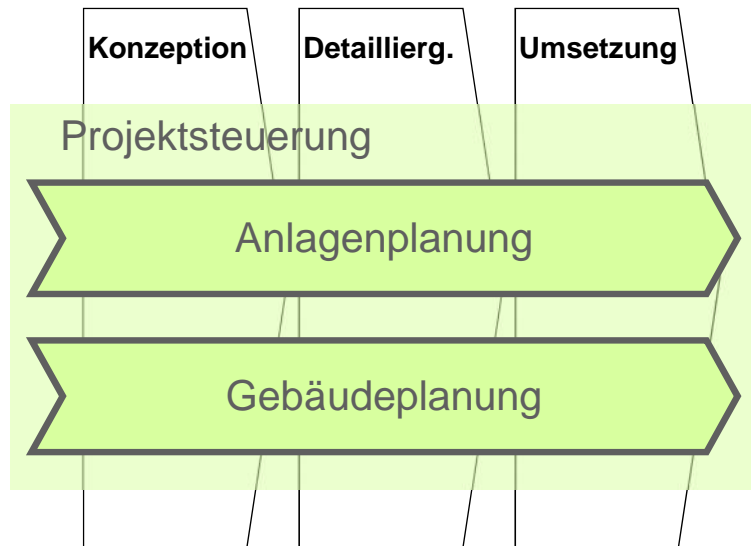 Konzeption
Detaillierg.
Umsetzung
Projektsteuerung
Anlagenplanung
Gebäudeplanung